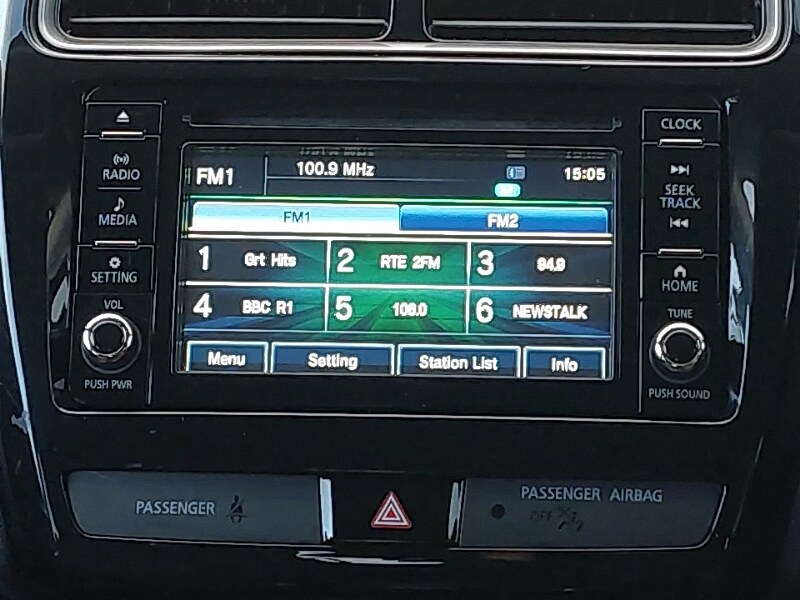 CLOCK
RADIO
MEDIA
SETTING
VOL
PUSH PWR
FM1 100.9 MHz 15:05
FM1 FM2
1 Grt Hits 2 RTE 2FM 3 94.9
4 BBC R1 5 106.0 6 NEWSTALK
Menu Setting Station List Info
SEEK
TRACK
HOME
TUNE
PUSH SOUND
PASSENGER
PASSENGER AIRBAG
OFF